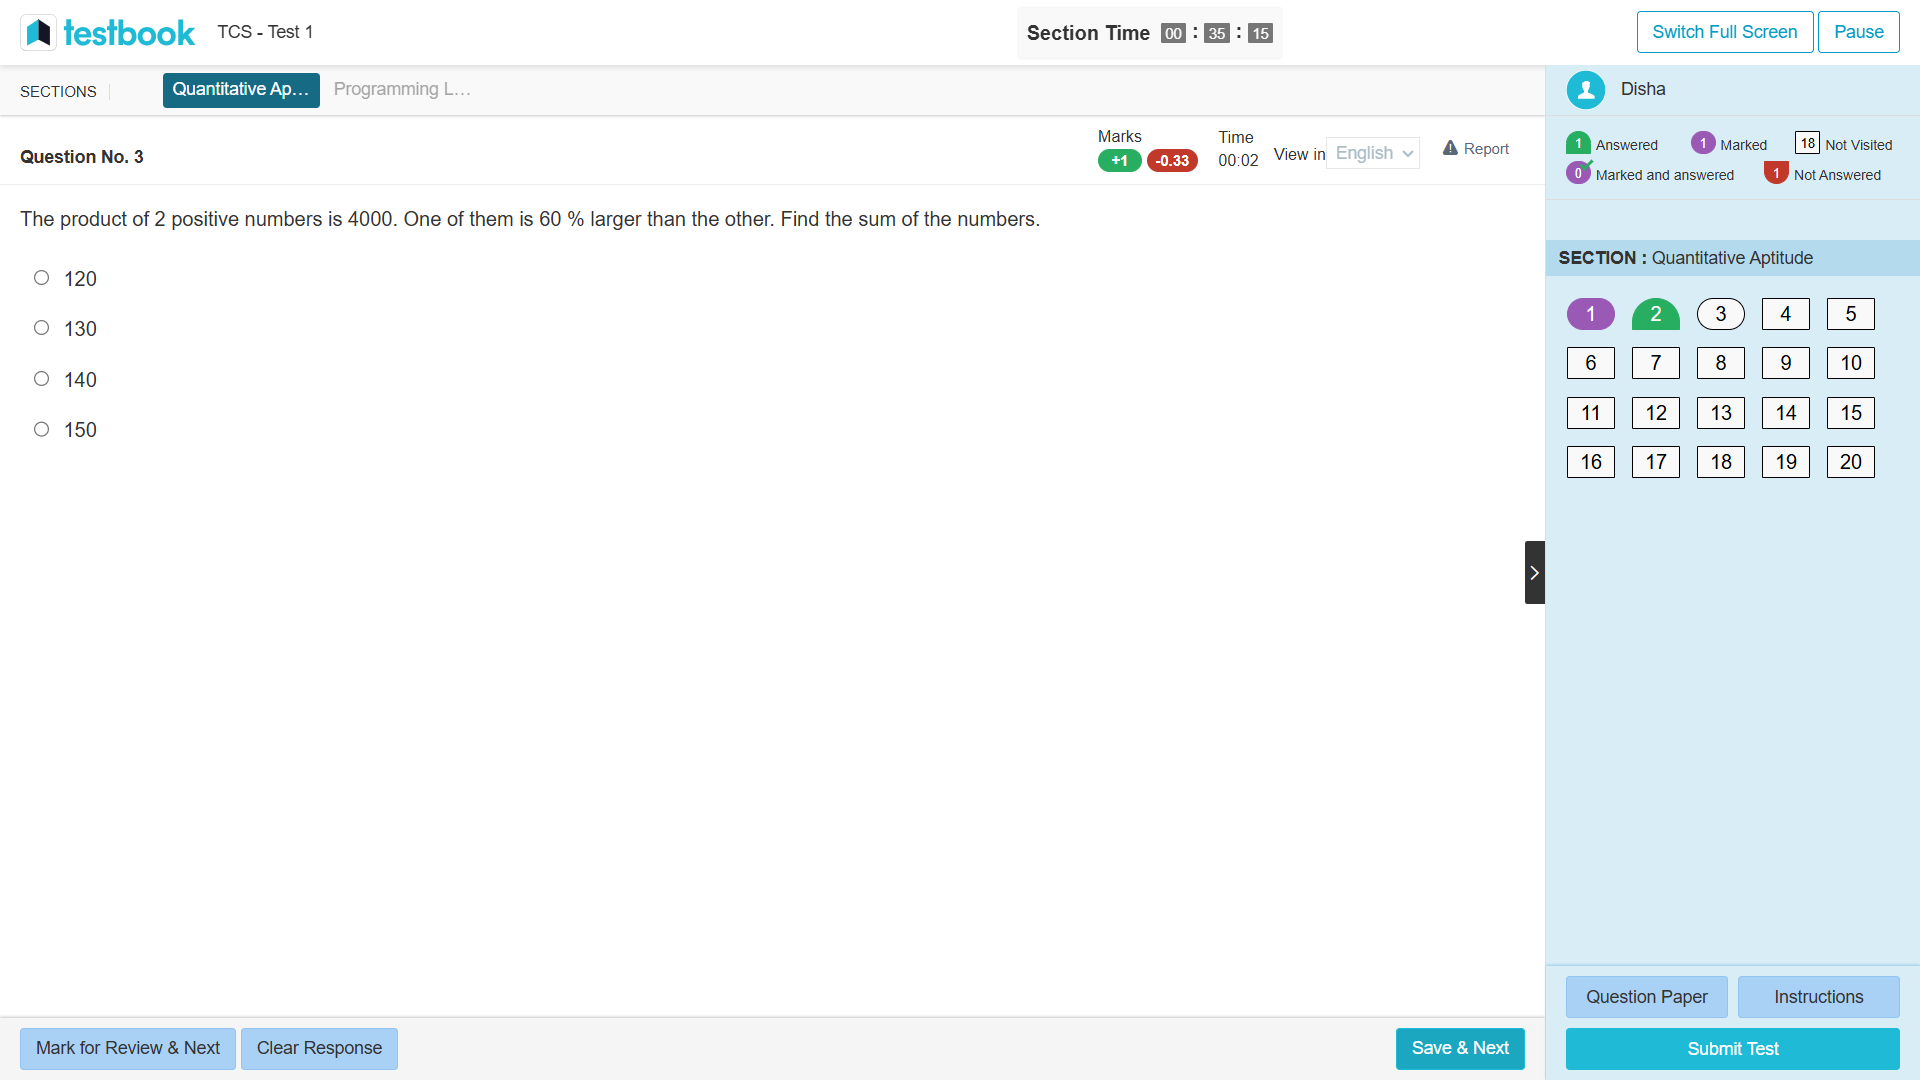 testbook
TCS - Test 1
Section Time 00 : 35 : 15
Switch Full Screen
Pause
SECTIONS
Quantitative Ap...
Programming L...
Disha
Question No. 3
Marks
+1 -0.33
Time
00:02
View in English
Report
1 Answered
1 Marked
18 Not Visited
0 Marked and answered
1 Not Answered
The product of 2 positive numbers is 4000. One of them is 60 % larger than the other. Find the sum of the numbers.
120
130
140
150
SECTION : Quantitative Aptitude
1 2 3 4 5
6 7 8 9 10
11 12 13 14 15
16 17 18 19 20
Question Paper
Instructions
Mark for Review & Next
Clear Response
Save & Next
Submit Test